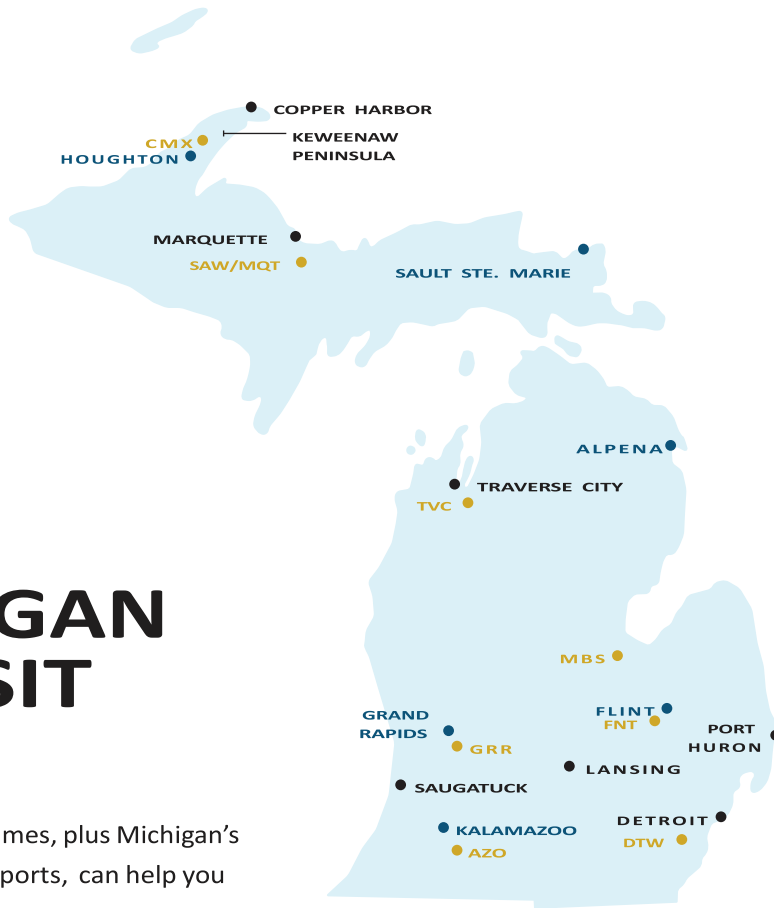 COPPER HARBOR
KEWEENAW
PENINSULA
CMX
HOUGHTON
MARQUETTE
SAW/MQT
SAULT STE. MARIE
ALPENA
TRAVERSE CITY
TVC
GAN
SIT
MBS
FLINT
FNT
GRAND
RAPIDS
GRR
PORT
HURON
LANSING
SAUGATUCK
DETROIT
DTW
KALAMAZOO
AZO
mes, plus Michigan’s
ports, can help you